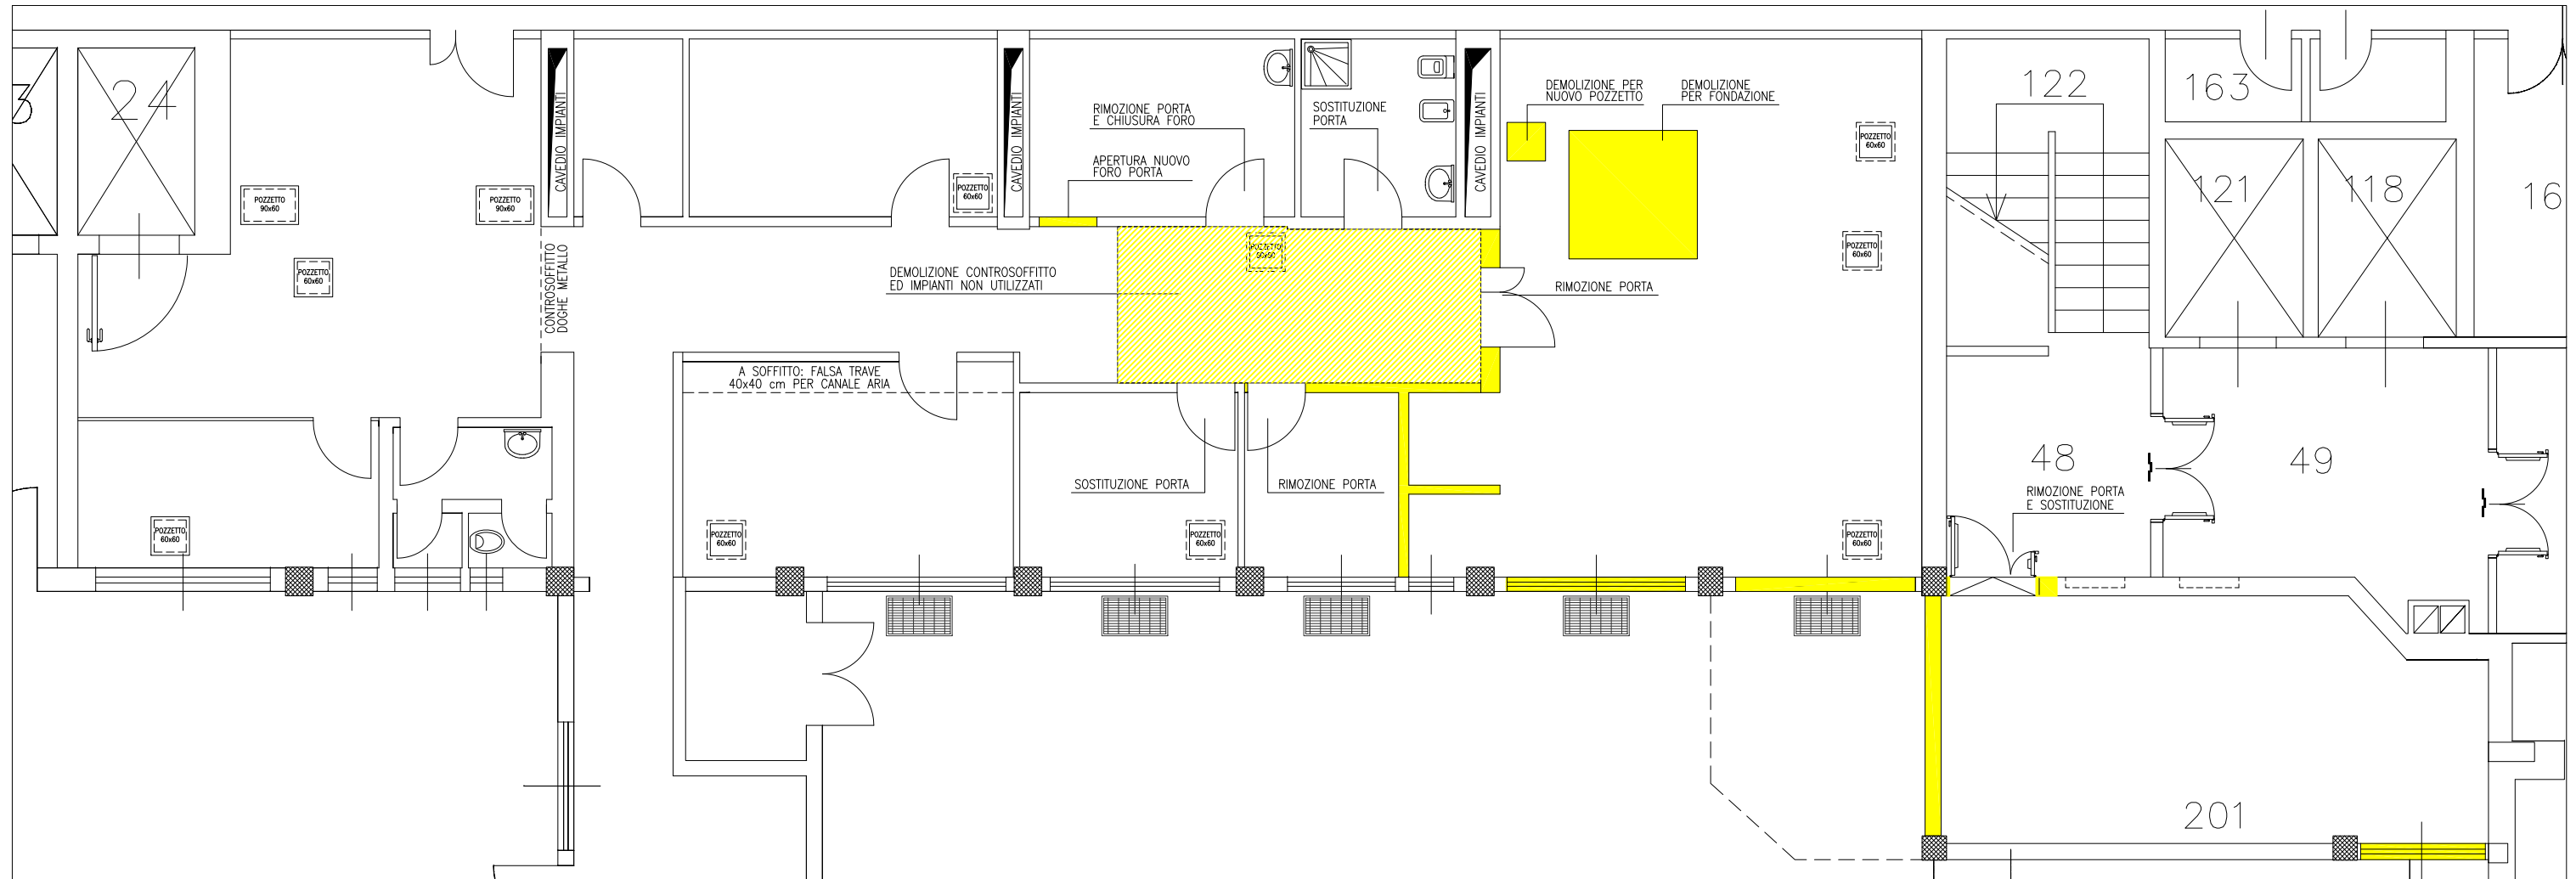 3
24
CAVEDIO IMPIANTI
CAVEDIO IMPIANTI
RIMOZIONE PORTA
E CHIUSURA FORO
APERTURA NUOVO
FORO PORTA
SOSTITUZIONE
PORTA
CAVEDIO IMPIANTI
DEMOLIZIONE PER
NUOVO POZZETTO
DEMOLIZIONE
PER FONDAZIONE
POZZETTO
60x60
122
163
121
118
16
POZZETTO
90x60
POZZETTO
90x60
POZZETTO
60x60
POZZETTO
60x60
CONTROSOFFITTO
DOGHE METALLO
DEMOLIZIONE CONTROSOFFITTO
ED IMPIANTI NON UTILIZZATI
POZZETTO
60x60
RIMOZIONE PORTA
POZZETTO
60x60
A SOFFITTO: FALSA TRAVE
40x40 cm PER CANALE ARIA
SOSTITUZIONE PORTA
RIMOZIONE PORTA
48
49
RIMOZIONE PORTA
E SOSTITUZIONE
POZZETTO
60x60
POZZETTO
60x60
POZZETTO
60x60
POZZETTO
60x60
201